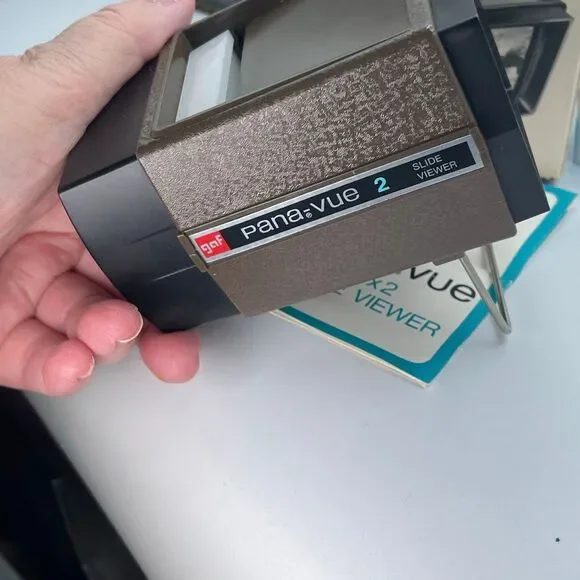 gaf Pana-Vue 2 SLIDE
VIEWER
vue
x2
VIEWER